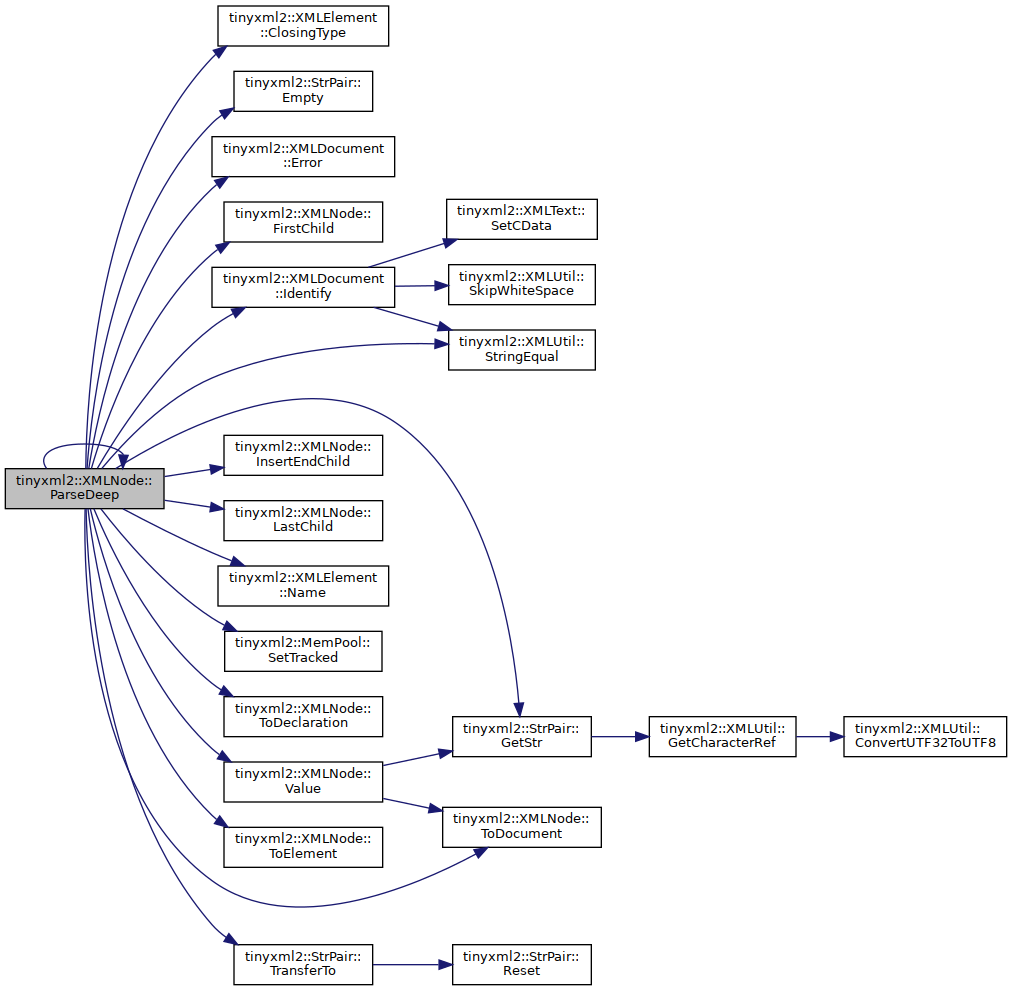 tinyxml2::XMLElement
::ClosingType
tinyxml2::StrPair::
Empty
tinyxml2::XMLDocument
::Error
tinyxml2::XMLNode::
FirstChild
tinyxml2::XMLDocument
::Identify
tinyxml2::XMLText::
SetCData
tinyxml2::XMLUtil::
SkipWhiteSpace
tinyxml2::XMLUtil::
StringEqual
tinyxml2::XMLNode::
ParseDeep
tinyxml2::XMLNode::
InsertEndChild
tinyxml2::XMLNode::
LastChild
tinyxml2::XMLElement
::Name
tinyxml2::MemPool::
SetTracked
tinyxml2::XMLNode::
ToDeclaration
tinyxml2::XMLNode::
Value
tinyxml2::XMLNode::
ToElement
tinyxml2::StrPair::
TransferTo
tinyxml2::StrPair::
GetStr
tinyxml2::XMLNode::
ToDocument
tinyxml2::StrPair::
Reset
tinyxml2::XMLUtil::
GetCharacterRef
tinyxml2::XMLUtil::
ConvertUTF32ToUTF8